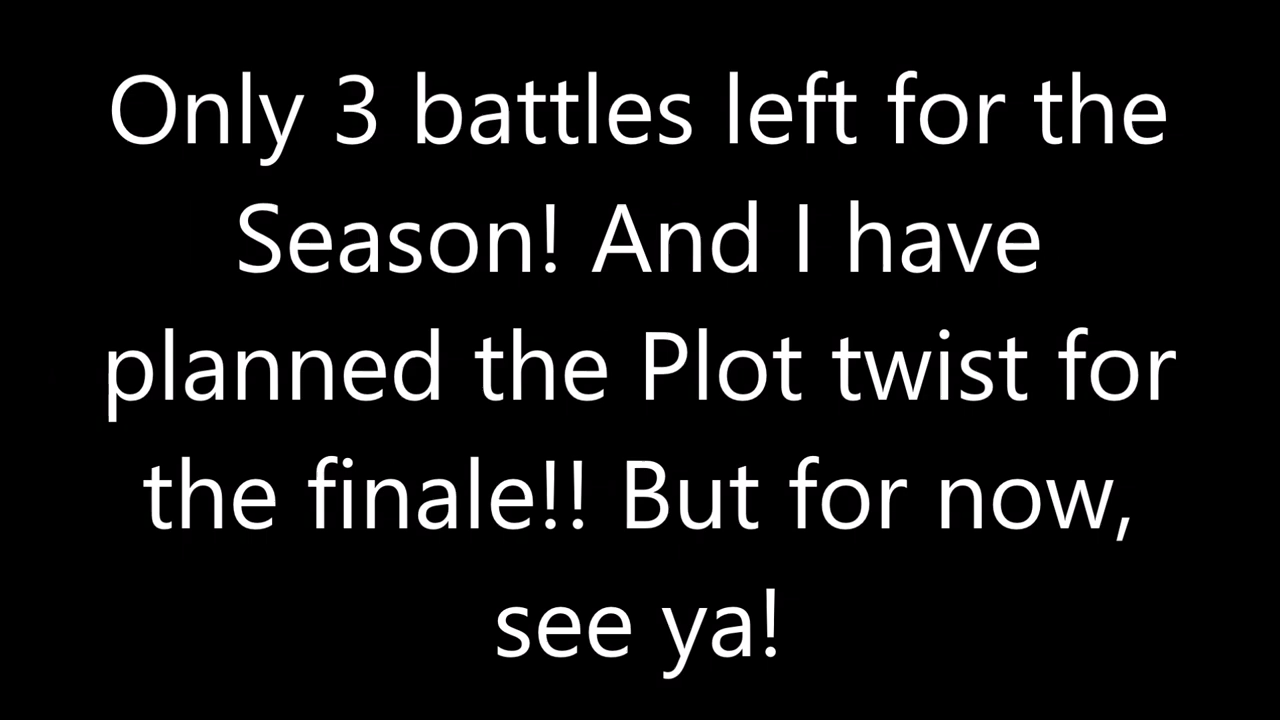 Only 3 battles left for the
Season! And I have
planned the Plot twist for
the finale!! But for now,
see ya!